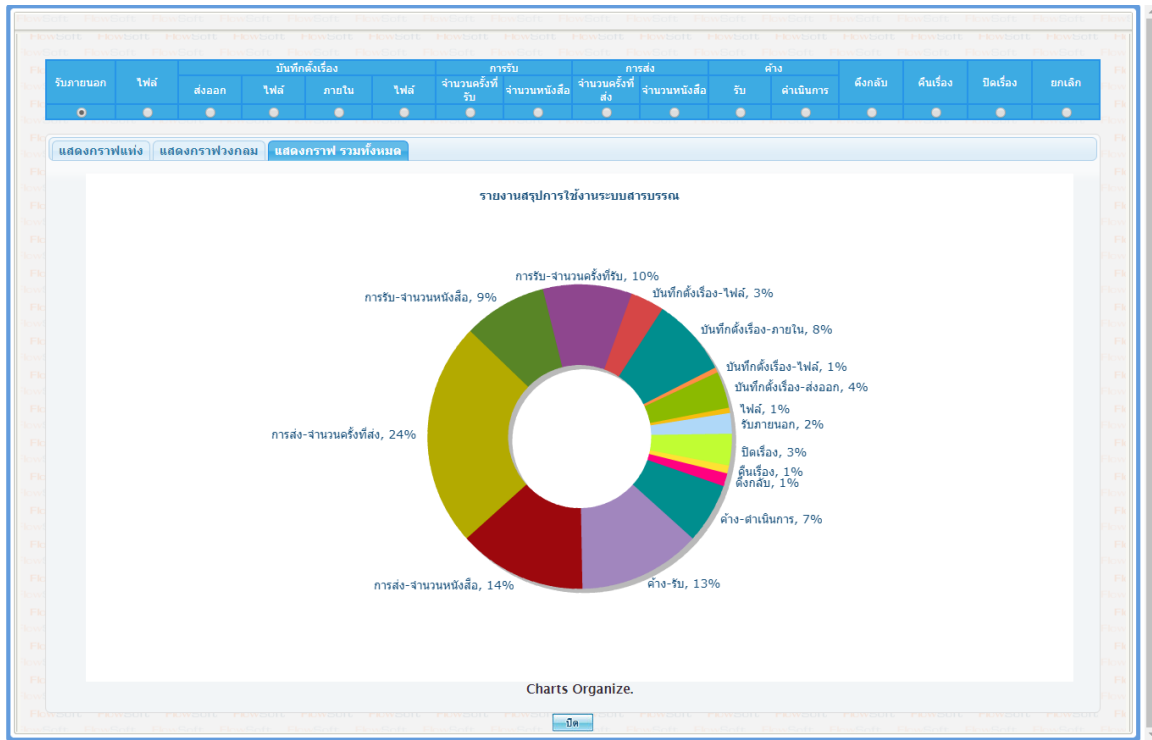 บันทึกตั้งเรื่อง การรับ การส่ง ค้าง
รับภายนอก ไฟล์ ส่งออก ไฟล์ ภายใน ไฟล์ จำนวนครั้งที่รับ จำนวนหนังสือ จำนวนครั้งที่ส่ง จำนวนหนังสือ รับ ดำเนินการ ดึงกลับ คืนเรื่อง ปิดเรื่อง ยกเลิก
แสดงกราฟแท่ง แสดงกราฟวงกลม แสดงกราฟ รวมทั้งหมด
รายงานสรุปการใช้งานระบบสารบรรณ
การรับ-จำนวนครั้งที่รับ, 10%
บันทึกตั้งเรื่อง-ไฟล์, 3%
การรับ-จำนวนหนังสือ, 9%
บันทึกตั้งเรื่อง-ภายใน, 8%
บันทึกตั้งเรื่อง-ไฟล์, 1%
บันทึกตั้งเรื่อง-ส่งออก, 4%
ไฟล์, 1%
รับภายนอก, 2%
การส่ง-จำนวนครั้งที่ส่ง, 24%
ปิดเรื่อง, 3%
คืนเรื่อง, 1%
ดึงกลับ, 1%
ค้าง-ดำเนินการ, 7%
การส่ง-จำนวนหนังสือ, 14%
ค้าง-รับ, 13%
Charts Organize.
ปิด